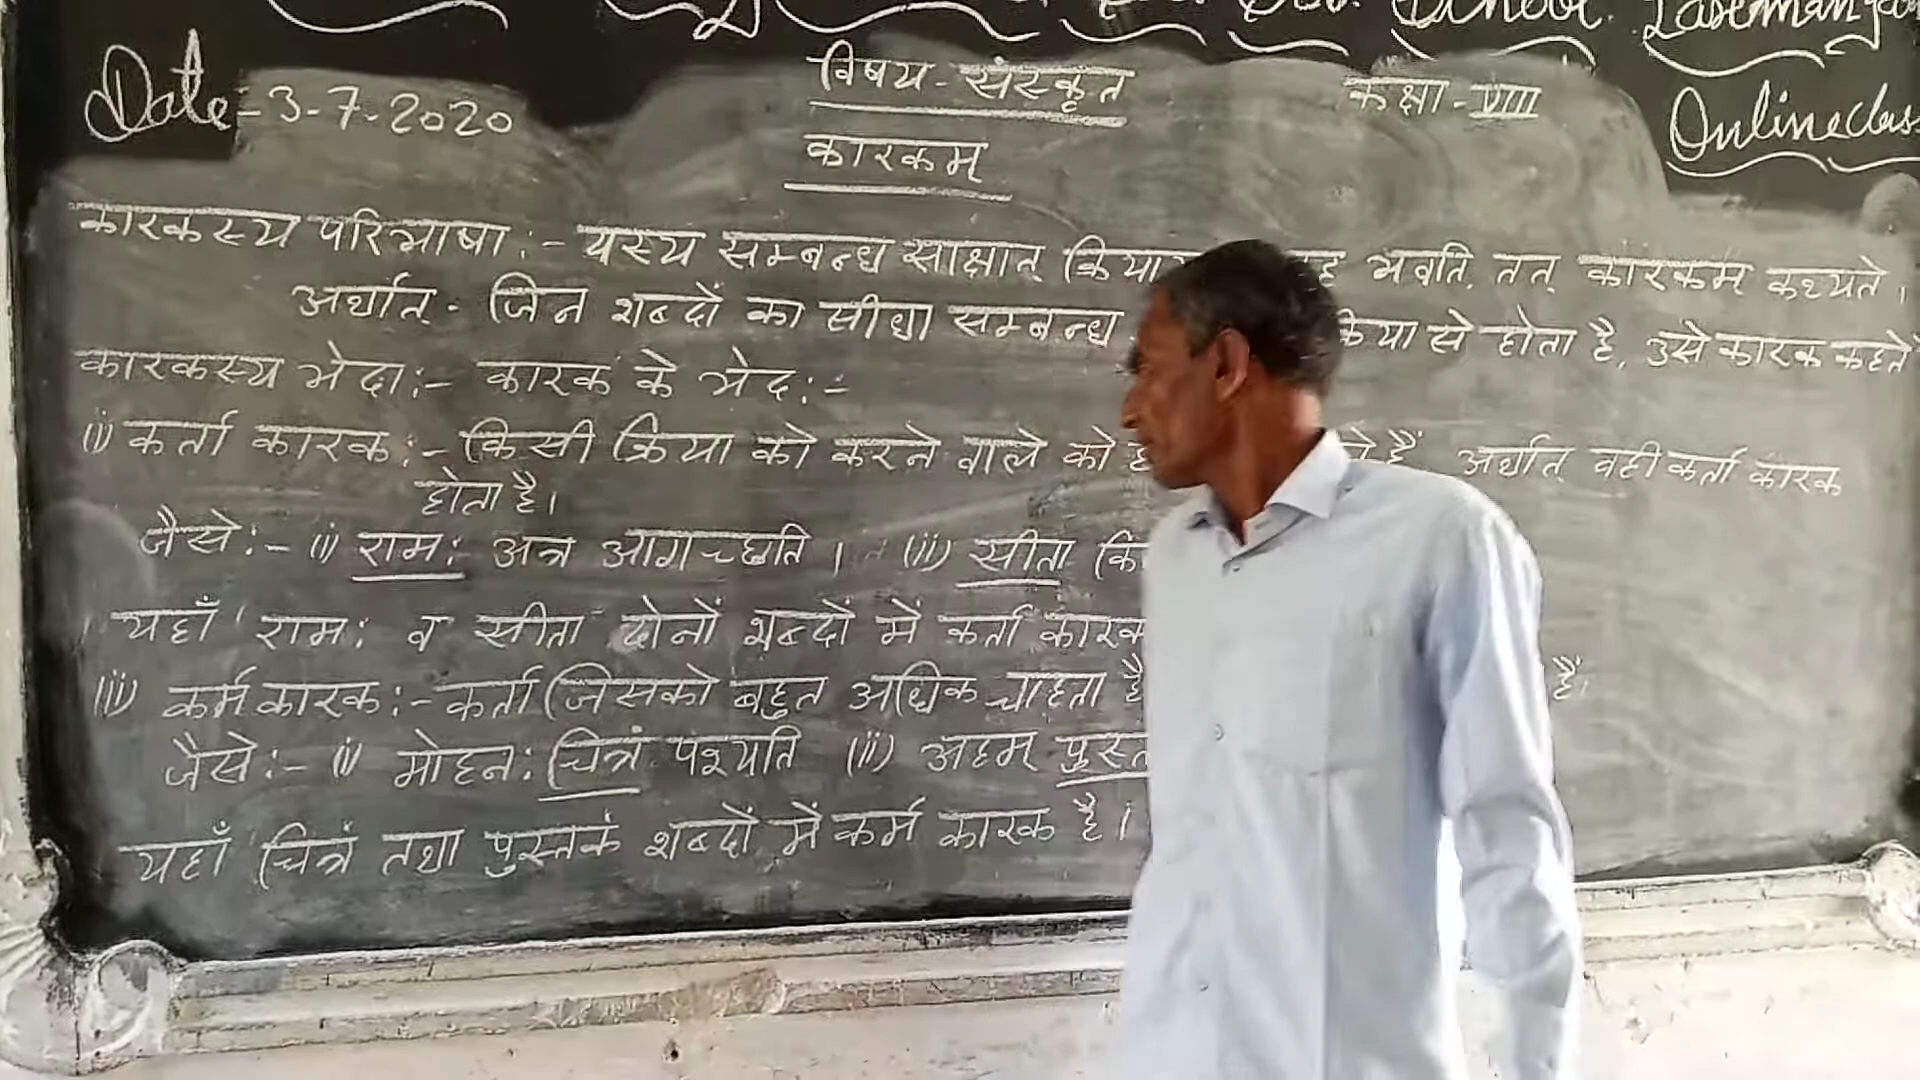 Date-3-7-2020
विषय-संस्कृत
कक्षा-VIII
Online class
कारकम्
कारकस्य परिभाषा:- यस्य सम्बन्ध साक्षात् भवति, तत् कारकम् कथ्यते।
अर्थात्- जिन शब्दों का सीधा सम्बन्ध क्रिया से होता है, उसे कारक कहते
कारकस्य भेदा:- कारक के भेद:-
(i) कर्ता कारक:- किसी क्रिया को करने वाले को हैं अर्थात् वही कर्ता कारक
होता है।
जैसे:- (i) राम: अत्र आगच्छति। (ii) सीता
यहाँ राम: व सीता दोनों शब्दों में कर्ता कारक
(ii) कर्मकारक:- कर्ता जिसको बहुत अधिक चाहता है हैं।
जैसे:- (i) मोहन: चित्रं पश्यति (ii) अहम्
यहाँ चित्रं तथा पुस्तकं शब्दों में कर्म कारक है।